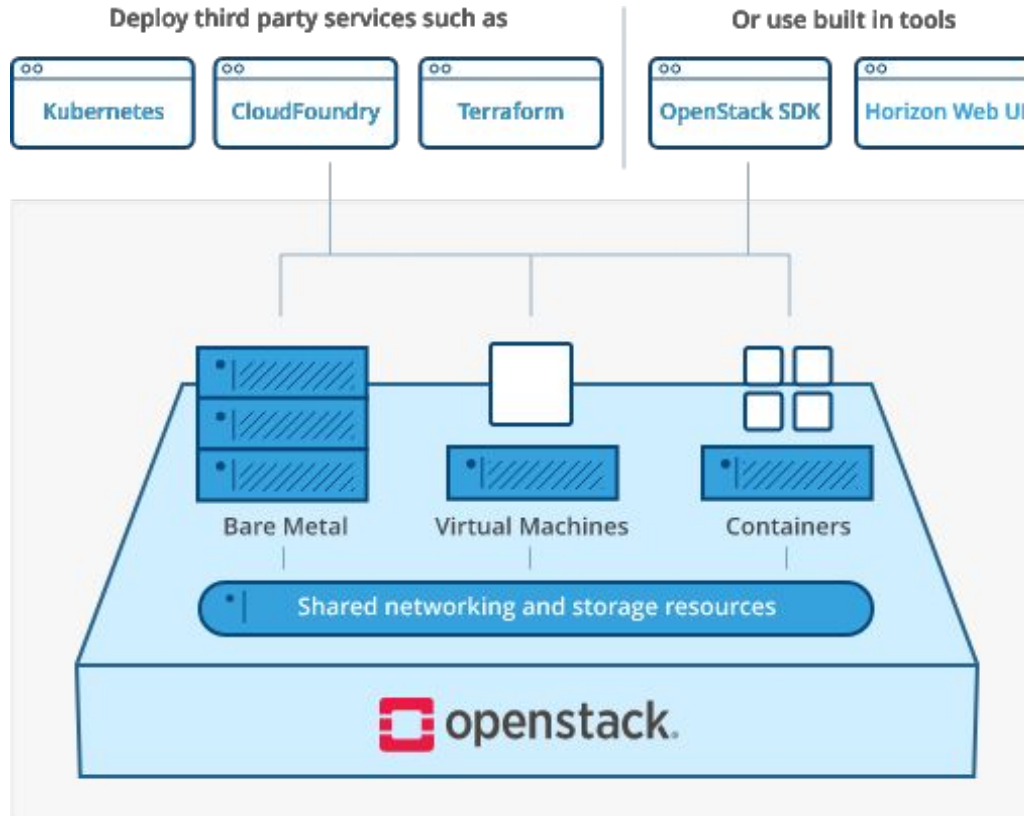 Deploy third party services such as
Or use built in tools
Kubernetes
CloudFoundry
Terraform
OpenStack SDK
Horizon Web UI
Bare Metal
Virtual Machines
Containers
Shared networking and storage resources
openstack.